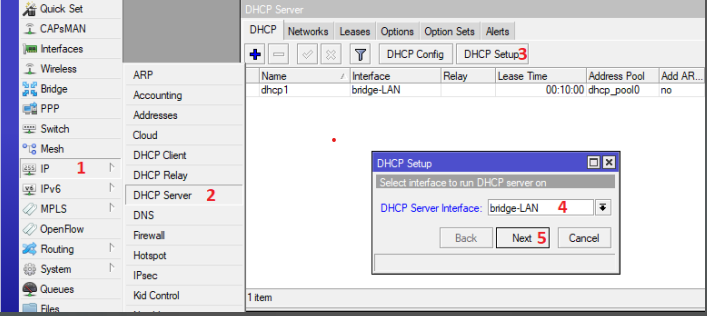 Quick Set
CAPsMAN
Interfaces
Wireless
Bridge
PPP
Switch
Mesh
IP 1
IPv6
MPLS
OpenFlow
Routing
System
Queues
Files
ARP
Accounting
Addresses
Cloud
DHCP Client
DHCP Relay
DHCP Server 2
DNS
Firewall
Hotspot
IPsec
Kid Control
DHCP Server
DHCP Networks Leases Options Option Sets Alerts
DHCP Config DHCP Setup 3
Name Interface Relay Lease Time Address Pool Add AR...
dhcp1 bridge-LAN 00:10:00 dhcp_pool0 no
DHCP Setup
Select interface to run DHCP server on
DHCP Server Interface: bridge-LAN 4
Back Next 5 Cancel
1 item